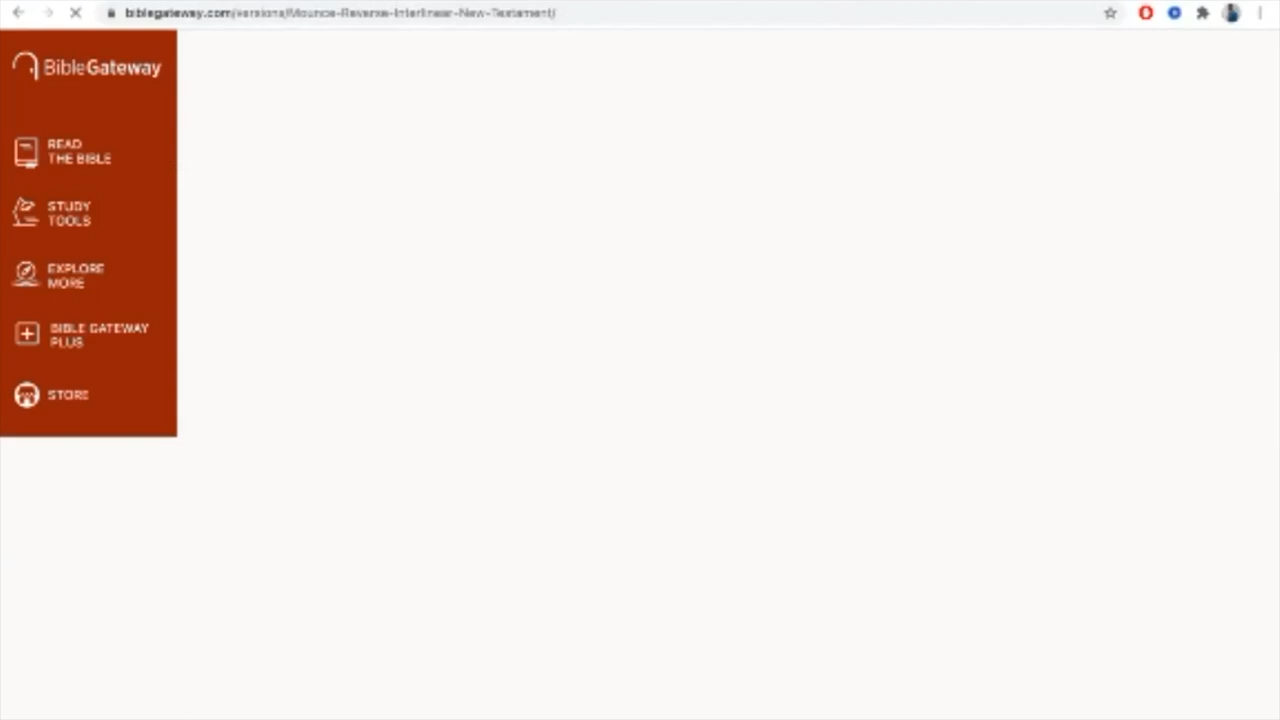 biblegateway.com/versions/Mounce-Reverse-Interlinear-New-Testament/
BibleGateway
READ
THE BIBLE
STUDY
TOOLS
EXPLORE
MORE
BIBLE GATEWAY
PLUS
STORE